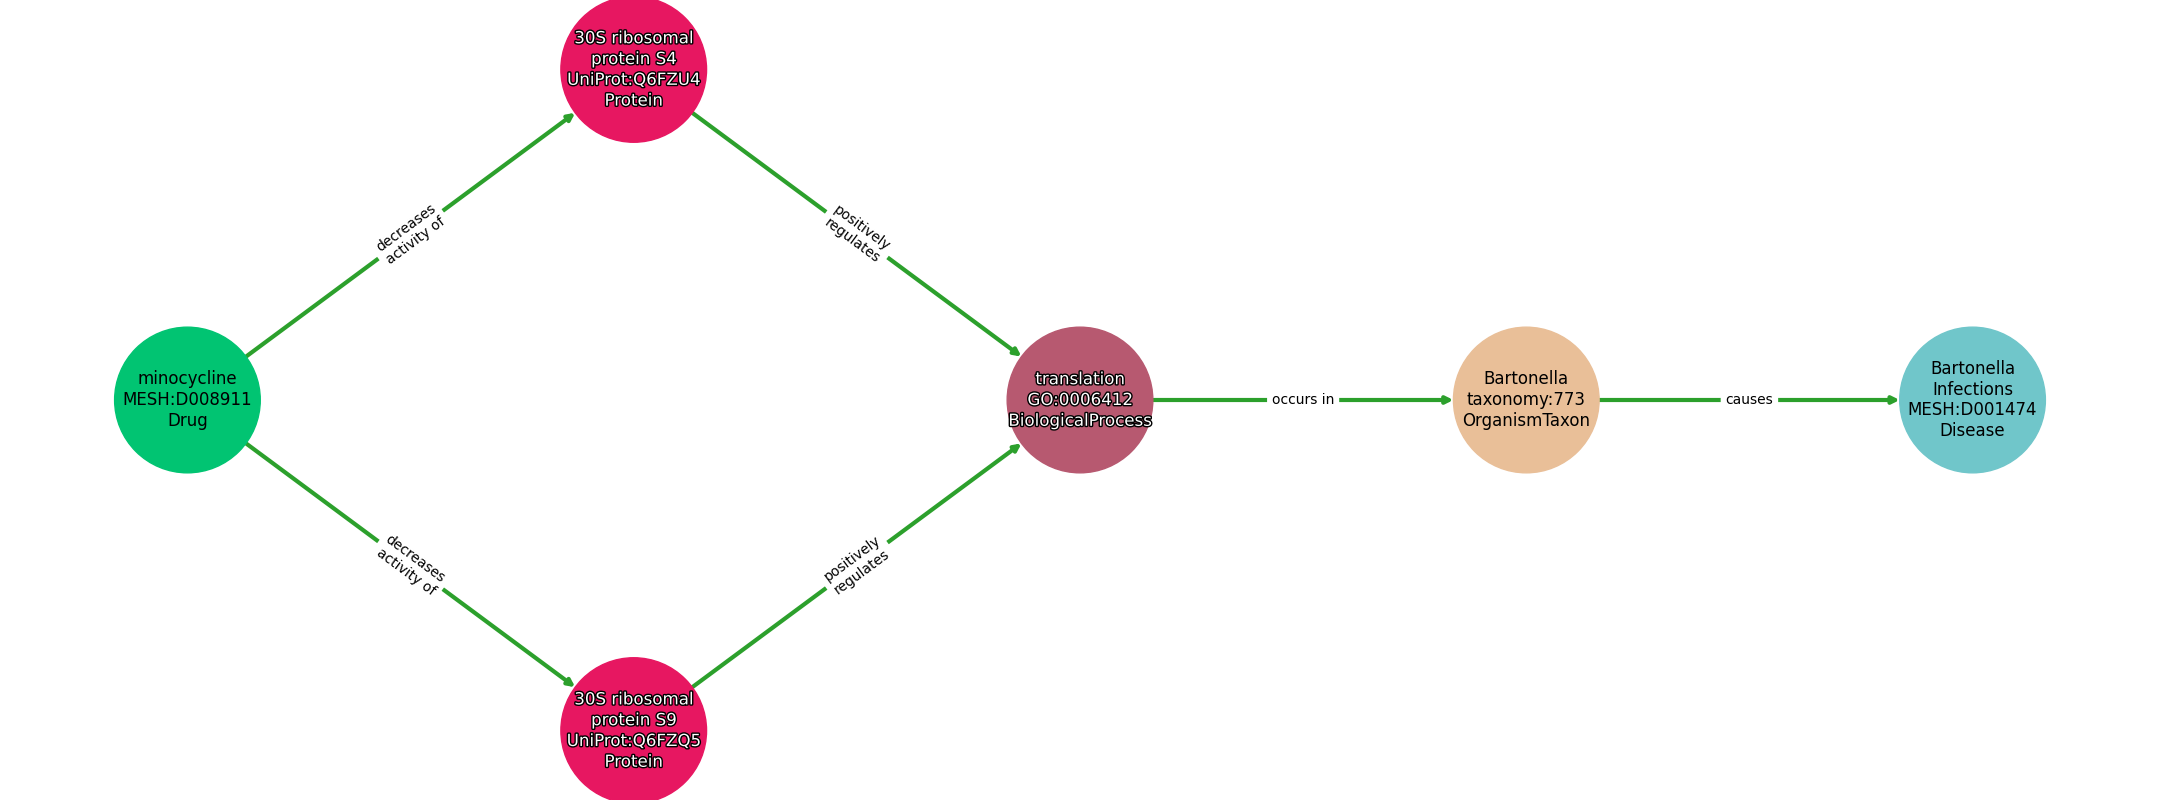 30S ribosomal
protein S4
UniProt:Q6FZU4
Protein
decreases
activity of
positively
regulates
minocycline
MESH:D008911
Drug
translation
GO:0006412
BiologicalProcess
occurs in
Bartonella
taxonomy:773
OrganismTaxon
causes
Bartonella
Infections
MESH:D001474
Disease
decreases
activity of
positively
regulates
30S ribosomal
protein S9
UniProt:Q6FZQ5
Protein